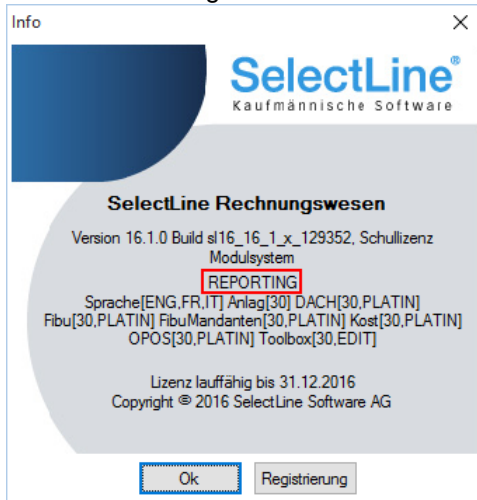 Info
SelectLine®
Kaufmännische Software
SelectLine Rechnungswesen
Version 16.1.0 Build sl16_16_1_x_129352, Schullizenz
Modulsystem
REPORTING
Sprache[ENG,FR,IT] Anlag[30] DACH[30,PLATIN]
Fibu[30,PLATIN] FibuMandanten[30,PLATIN] Kost[30,PLATIN]
OPOS[30,PLATIN] Toolbox[30,EDIT]
Lizenz lauffähig bis 31.12.2016
Copyright © 2016 SelectLine Software AG
Ok
Registrierung